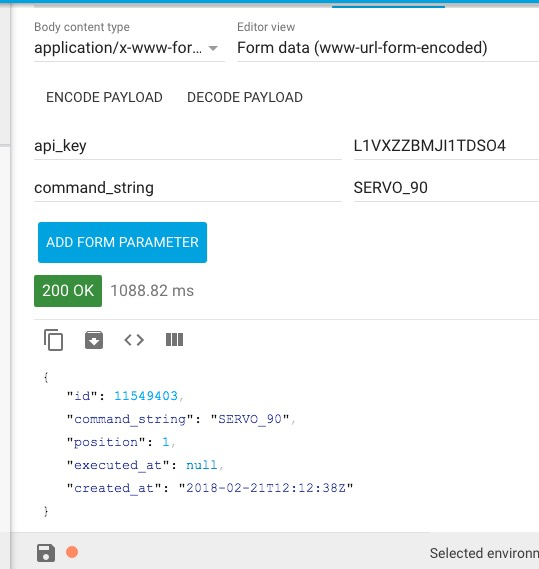 Body content type
Editor view
application/x-www-for...
Form data (www-url-form-encoded)
ENCODE PAYLOAD
DECODE PAYLOAD
api_key
L1VXZZBMJI1TDSO4
command_string
SERVO_90
ADD FORM PARAMETER
200 OK
1088.82 ms
{
"id": 11549403,
"command_string": "SERVO_90",
"position": 1,
"executed_at": null,
"created_at": "2018-02-21T12:12:38Z"
}
Selected environ